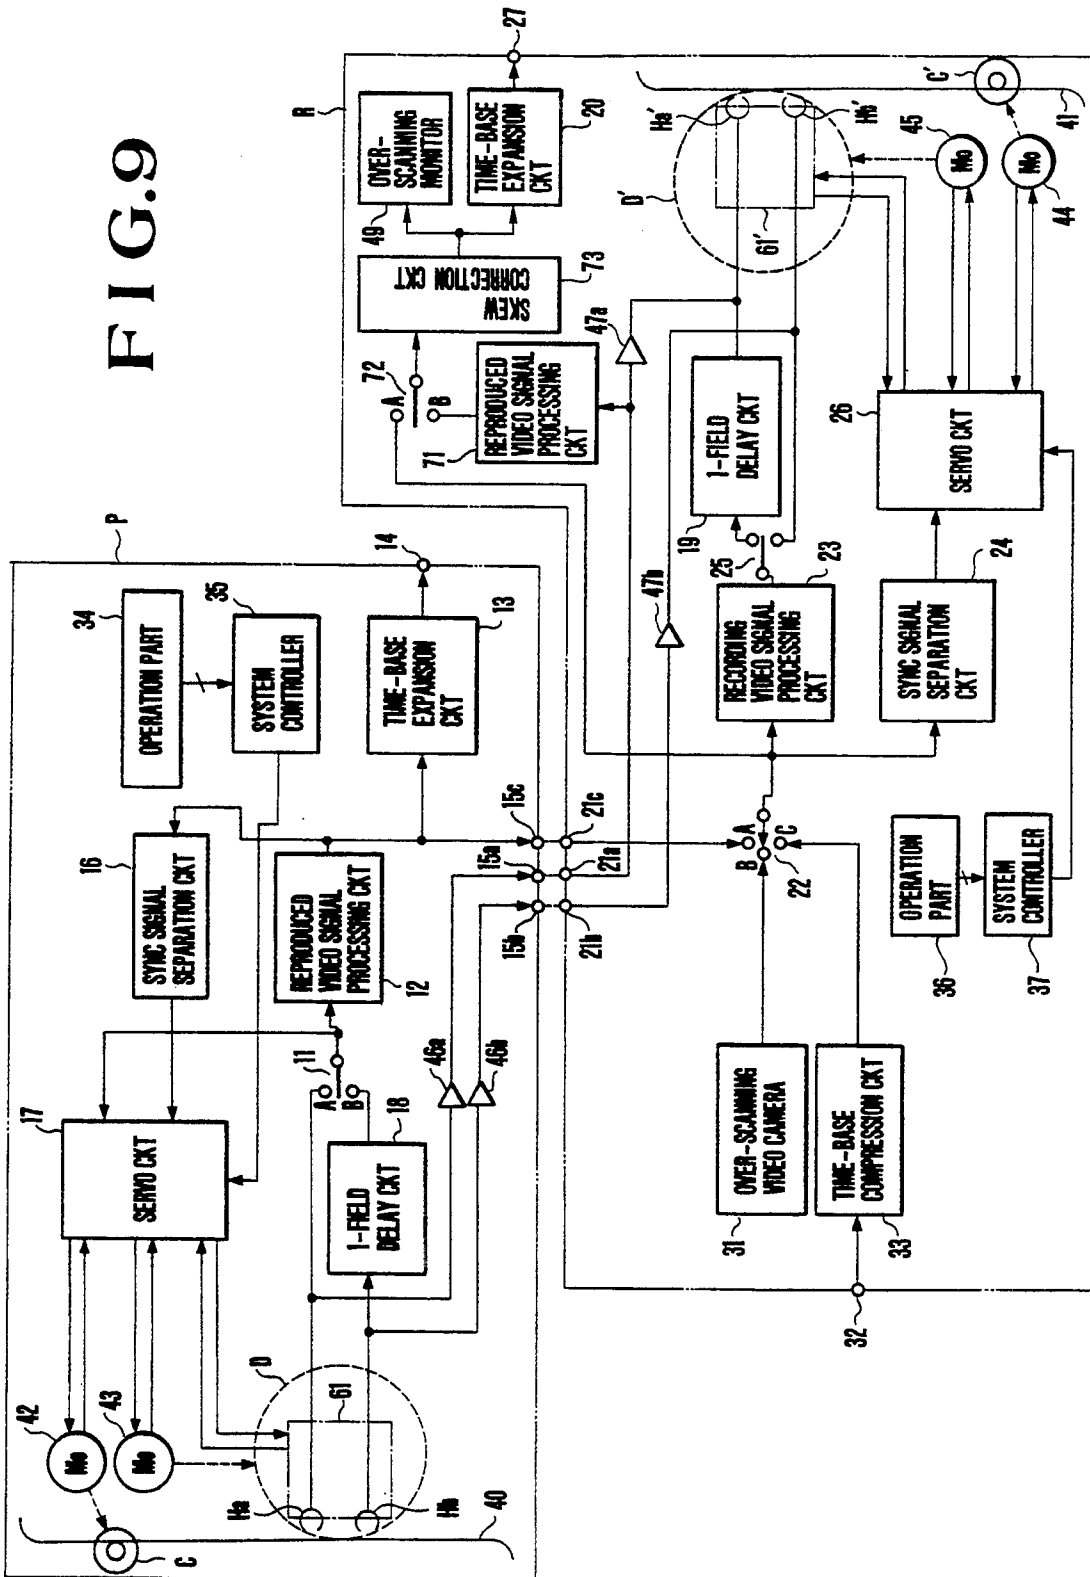 FIG.9
P
34
OPERATION PART
35
SYSTEM
CONTROLLER
14
13
TIME-BASE
EXPANSION
CKT
16
SYNC SIGNAL
SEPARATION CKT
REPRODUCED
VIDEO SIGNAL
PROCESSING CKT
12
17
SERVO CKT
11
A
B
18
1-FIELD
DELAY CKT
46a
46b
15c
15a
15b
42
Mo
43
Mo
D
61
Ha
Hb
40
C
R
27
OVER-
SCANNING
MONITOR
49
TIME-BASE
EXPANSION
CKT
20
SKEW
CORRECTION CKT
73
72
A
B
REPRODUCED
VIDEO SIGNAL
PROCESSING
CKT
71
47a
47b
Ha'
Hb'
D'
61'
C'
41
45
Mo
Mo
44
1-FIELD
DELAY CKT
19
25
23
RECORDING
VIDEO SIGNAL
PROCESSING
CKT
26
SERVO CKT
24
SYNC SIGNAL
SEPARATION
CKT
21c
21a
21b
A
B
C
22
OPERATION
PART
36
SYSTEM
CONTROLLER
37
OVER-SCANNING
VIDEO CAMERA
31
TIME-BASE
COMPRESSION CKT
33
32